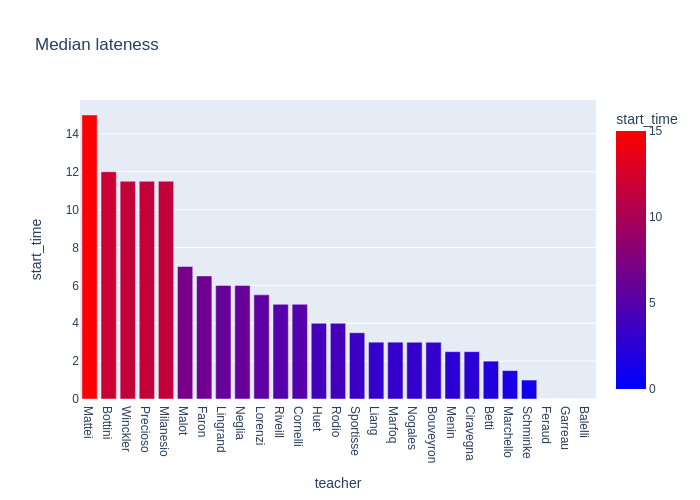 Median lateness
start_time
15
10
5
0
start_time
14
12
10
8
6
4
2
0
Mattei
Bottini
Winckler
Precioso
Milanesio
Malot
Faron
Lingrand
Neglia
Lorenzi
Riveill
Cornelli
Huet
Rodio
Sportisse
Liang
Marfoq
Nogales
Bouveyron
Menin
Ciravegna
Betti
Marchello
Schminke
Feraud
Garreau
Balelli
teacher